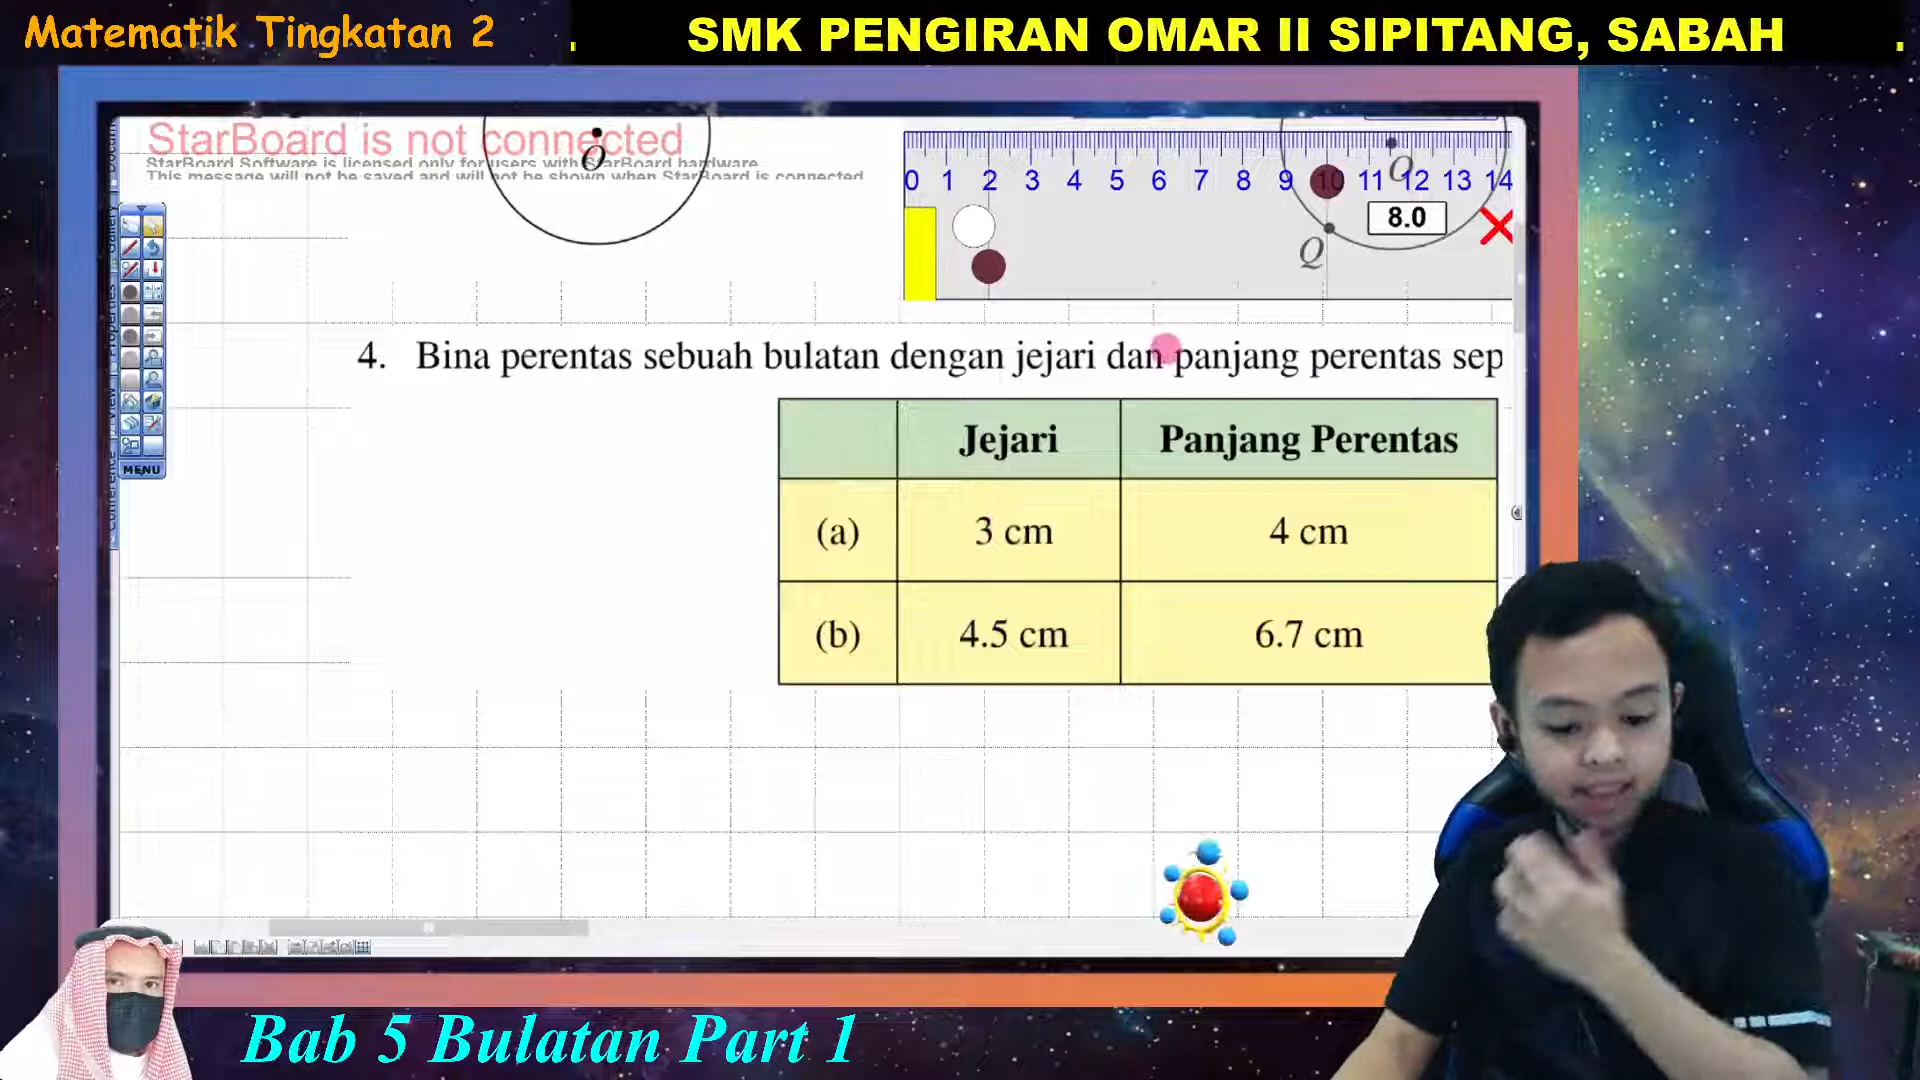 Matematik Tingkatan 2
. SMK PENGIRAN OMAR II SIPITANG, SABAH .
StarBoard is not connected
StarBoard Software is licensed only for users with StarBoard hardware.
This message will not be saved and will not be shown when StarBoard is connected.
O
0 1 2 3 4 5 6 7 8 9 10 11 12 13 14
O
8.0
Q
MENU
4. Bina perentas sebuah bulatan dengan jejari dan panjang perentas sep
Jejari Panjang Perentas
(a) 3 cm 4 cm
(b) 4.5 cm 6.7 cm
Bab 5 Bulatan Part 1